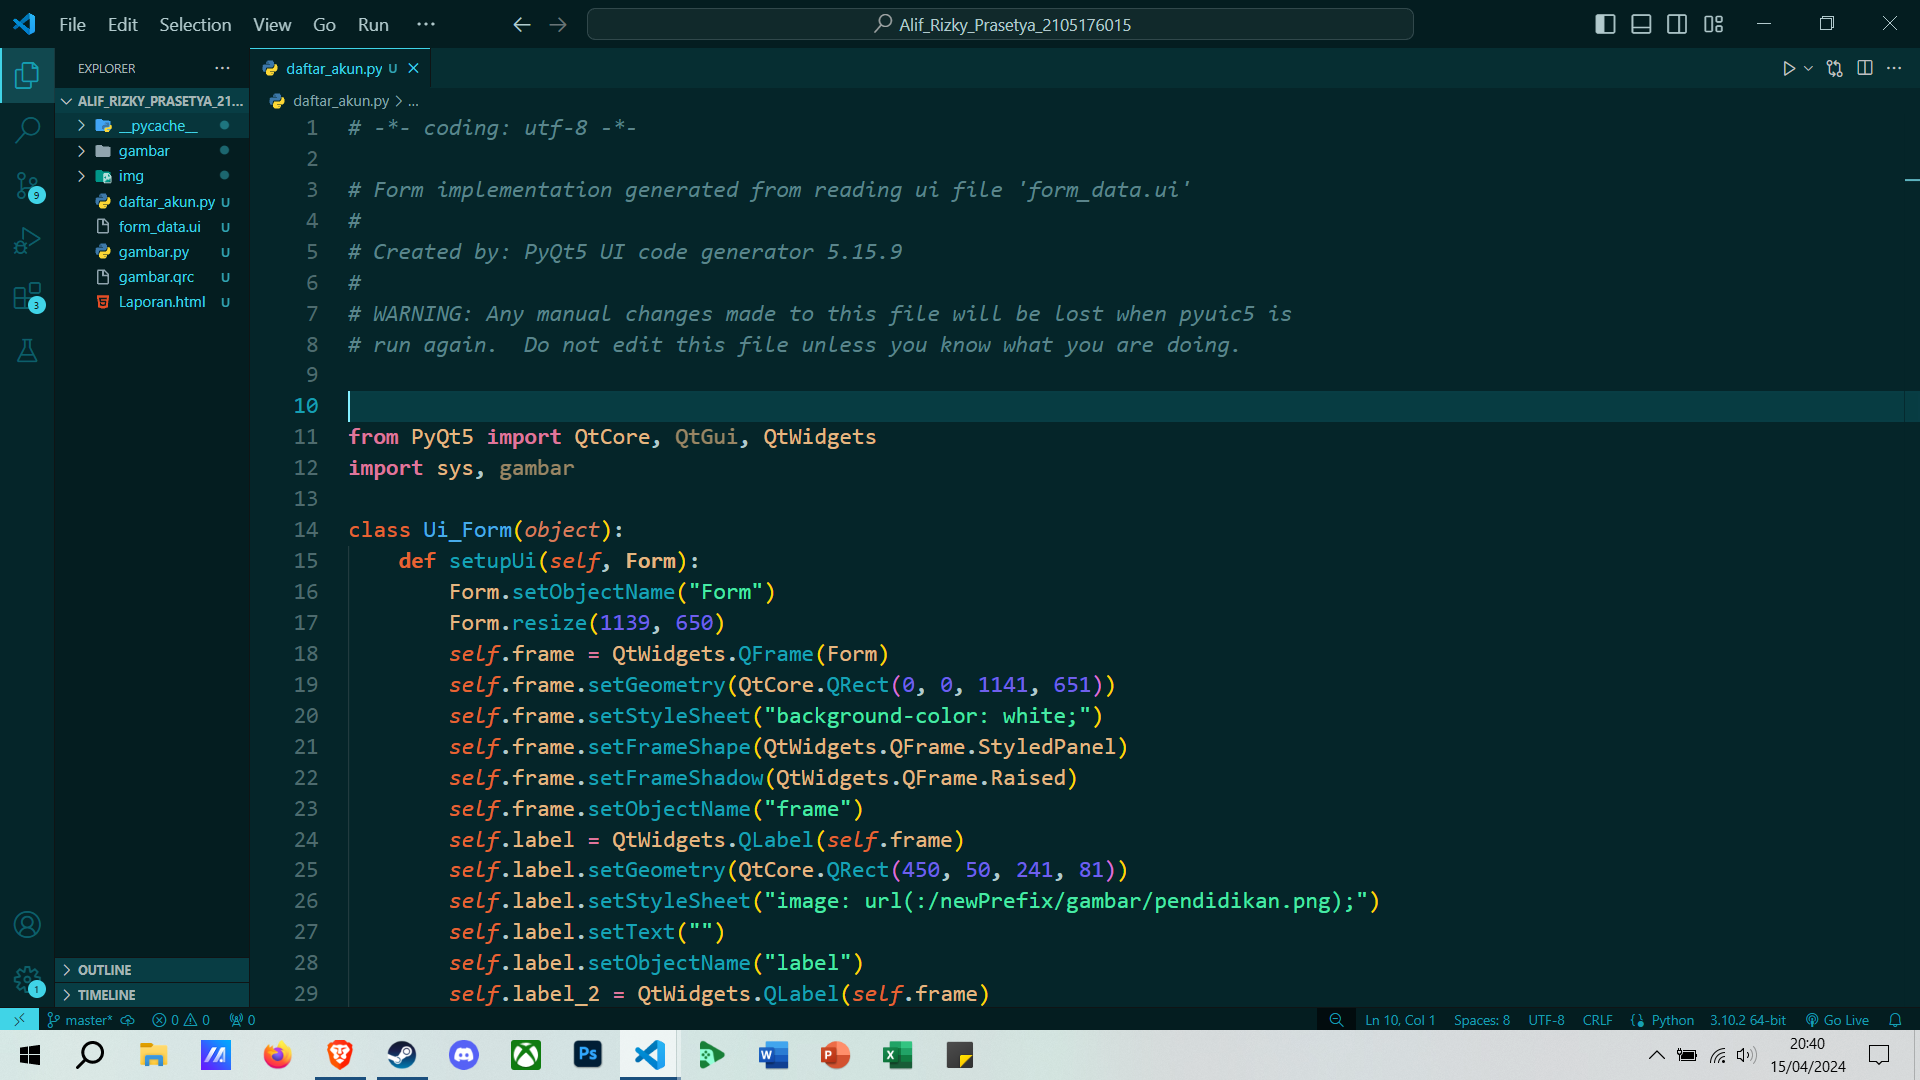 File Edit Selection View Go Run ···
Alif_Rizky_Prasetya_2105176015
EXPLORER
ALIF_RIZKY_PRASETYA_21...
__pycache__
gambar
img
daftar_akun.py U
form_data.ui U
gambar.py U
gambar.qrc U
Laporan.html U
OUTLINE
TIMELINE
9
3
1
daftar_akun.py U
daftar_akun.py > ...
1 # -*- coding: utf-8 -*-
2
3 # Form implementation generated from reading ui file 'form_data.ui'
4 #
5 # Created by: PyQt5 UI code generator 5.15.9
6 #
7 # WARNING: Any manual changes made to this file will be lost when pyuic5 is
8 # run again.  Do not edit this file unless you know what you are doing.
9
10
11 from PyQt5 import QtCore, QtGui, QtWidgets
12 import sys, gambar
13
14 class Ui_Form(object):
15     def setupUi(self, Form):
16         Form.setObjectName("Form")
17         Form.resize(1139, 650)
18         self.frame = QtWidgets.QFrame(Form)
19         self.frame.setGeometry(QtCore.QRect(0, 0, 1141, 651))
20         self.frame.setStyleSheet("background-color: white;")
21         self.frame.setFrameShape(QtWidgets.QFrame.StyledPanel)
22         self.frame.setFrameShadow(QtWidgets.QFrame.Raised)
23         self.frame.setObjectName("frame")
24         self.label = QtWidgets.QLabel(self.frame)
25         self.label.setGeometry(QtCore.QRect(450, 50, 241, 81))
26         self.label.setStyleSheet("image: url(:/newPrefix/gambar/pendidikan.png);")
27         self.label.setText("")
28         self.label.setObjectName("label")
29         self.label_2 = QtWidgets.QLabel(self.frame)
master* 0 0 0 Ln 10, Col 1 Spaces: 8 UTF-8 CRLF Python 3.10.2 64-bit Go Live
Ps W P X
20:40
15/04/2024